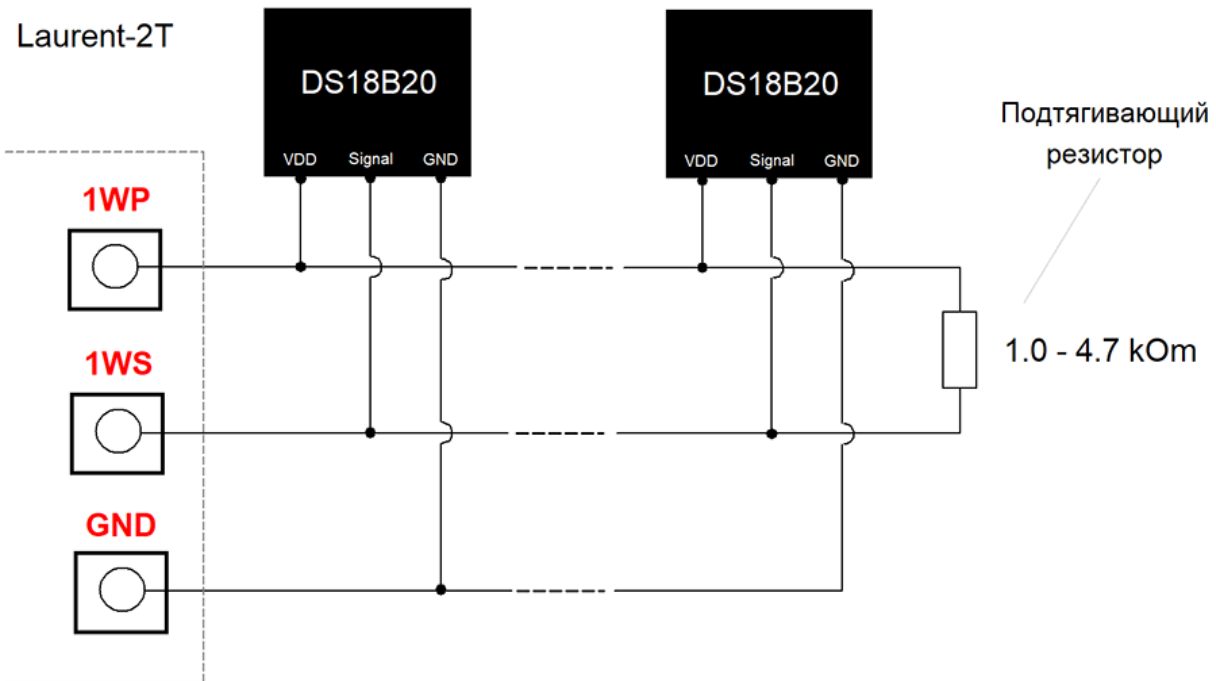 Laurent-2T
DS18B20
VDD Signal GND
DS18B20
VDD Signal GND
Подтягивающий
резистор
1WP
1WS
1.0 - 4.7 kOm
GND